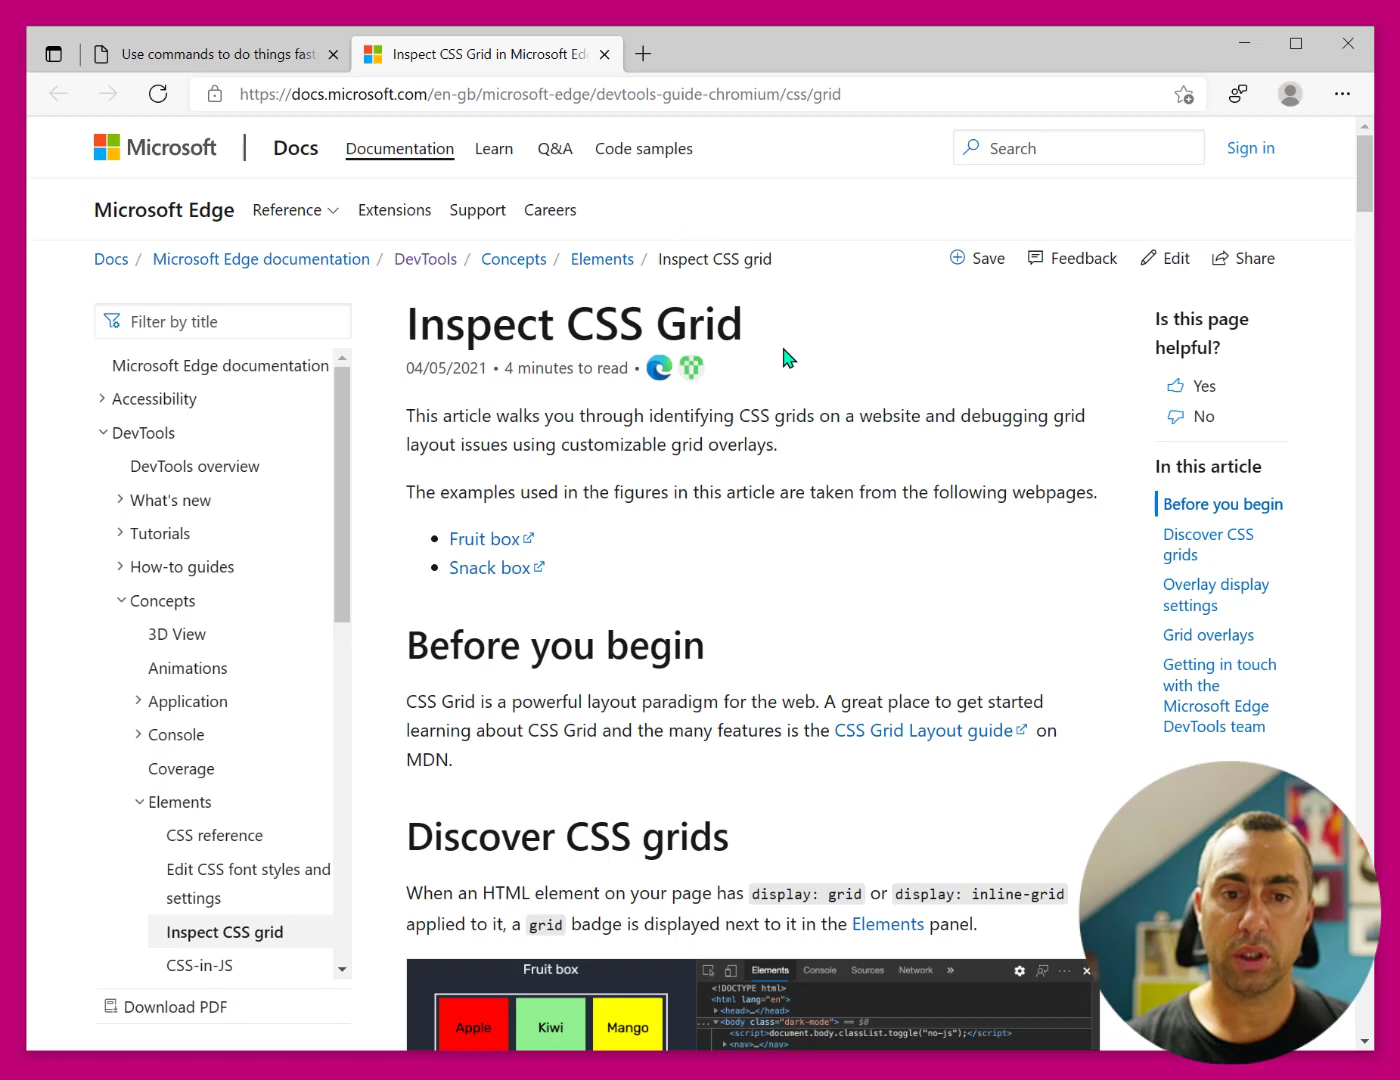 Use commands to do things fast
Inspect CSS Grid in Microsoft Ed
https://docs.microsoft.com/en-gb/microsoft-edge/devtools-guide-chromium/css/grid
Microsoft | Docs Documentation Learn Q&A Code samples Search Sign in
Microsoft Edge Reference Extensions Support Careers
Docs / Microsoft Edge documentation / DevTools / Concepts / Elements / Inspect CSS grid
Save Feedback Edit Share
Filter by title
Microsoft Edge documentation
Accessibility
DevTools
DevTools overview
What's new
Tutorials
How-to guides
Concepts
3D View
Animations
Application
Console
Coverage
Elements
CSS reference
Edit CSS font styles and
settings
Inspect CSS grid
CSS-in-JS
Download PDF
Inspect CSS Grid
04/05/2021 • 4 minutes to read •
This article walks you through identifying CSS grids on a website and debugging grid
layout issues using customizable grid overlays.
The examples used in the figures in this article are taken from the following webpages.
• Fruit box
• Snack box
Before you begin
CSS Grid is a powerful layout paradigm for the web. A great place to get started
learning about CSS Grid and the many features is the CSS Grid Layout guide on
MDN.
Discover CSS grids
When an HTML element on your page has display: grid or display: inline-grid
applied to it, a grid badge is displayed next to it in the Elements panel.
Fruit box
Apple Kiwi Mango
Elements Console Sources Network »
<!DOCTYPE html>
<html lang="en">
<head>…</head>
<body class="dark-mode"> == $0
<script>document.body.classList.toggle("no-js");</script>
<nav>…</nav>
Is this page
helpful?
Yes
No
In this article
Before you begin
Discover CSS
grids
Overlay display
settings
Grid overlays
Getting in touch
with the
Microsoft Edge
DevTools team